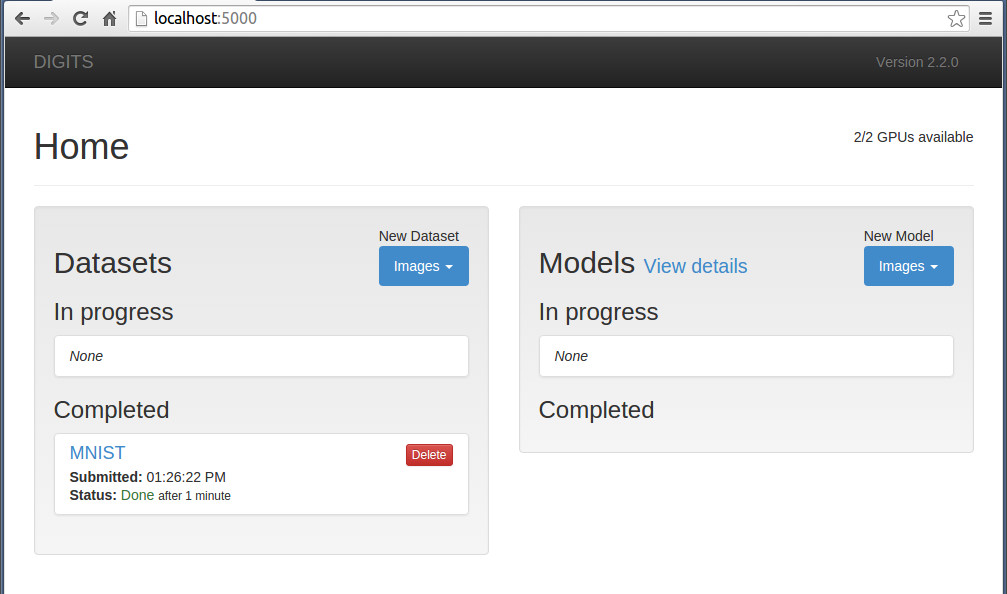 localhost:5000
DIGITS
Version 2.2.0
Home
2/2 GPUs available
New Dataset
Datasets
Images
In progress
None
Completed
MNIST
Delete
Submitted: 01:26:22 PM
Status: Done after 1 minute
New Model
Models View details
Images
In progress
None
Completed